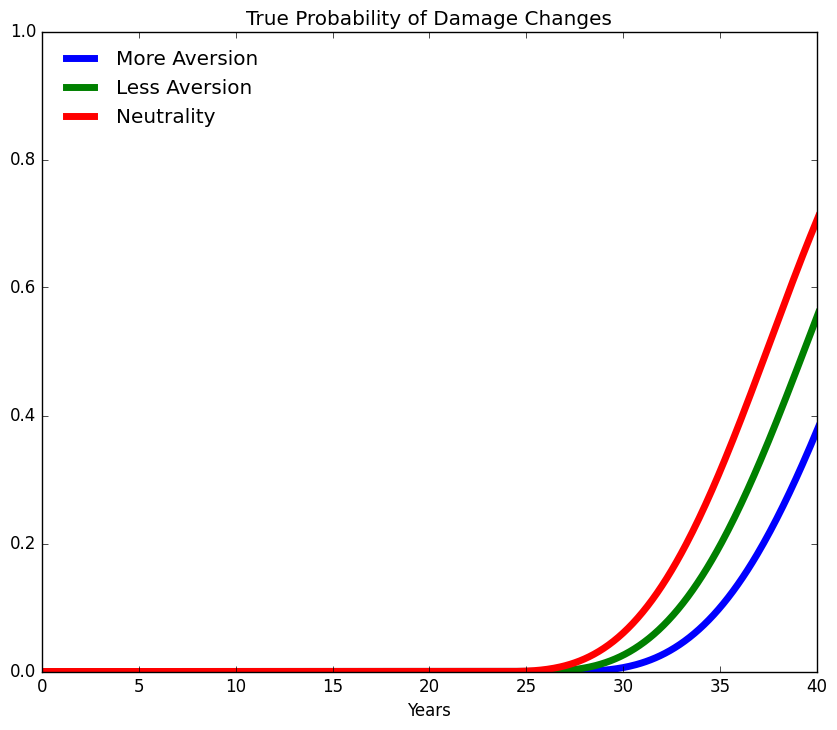 True Probability of Damage Changes
1.0
More Aversion
Less Aversion
Neutrality
0.8
0.6
0.4
0.2
0.0
0 5 10 15 20 25 30 35 40
Years